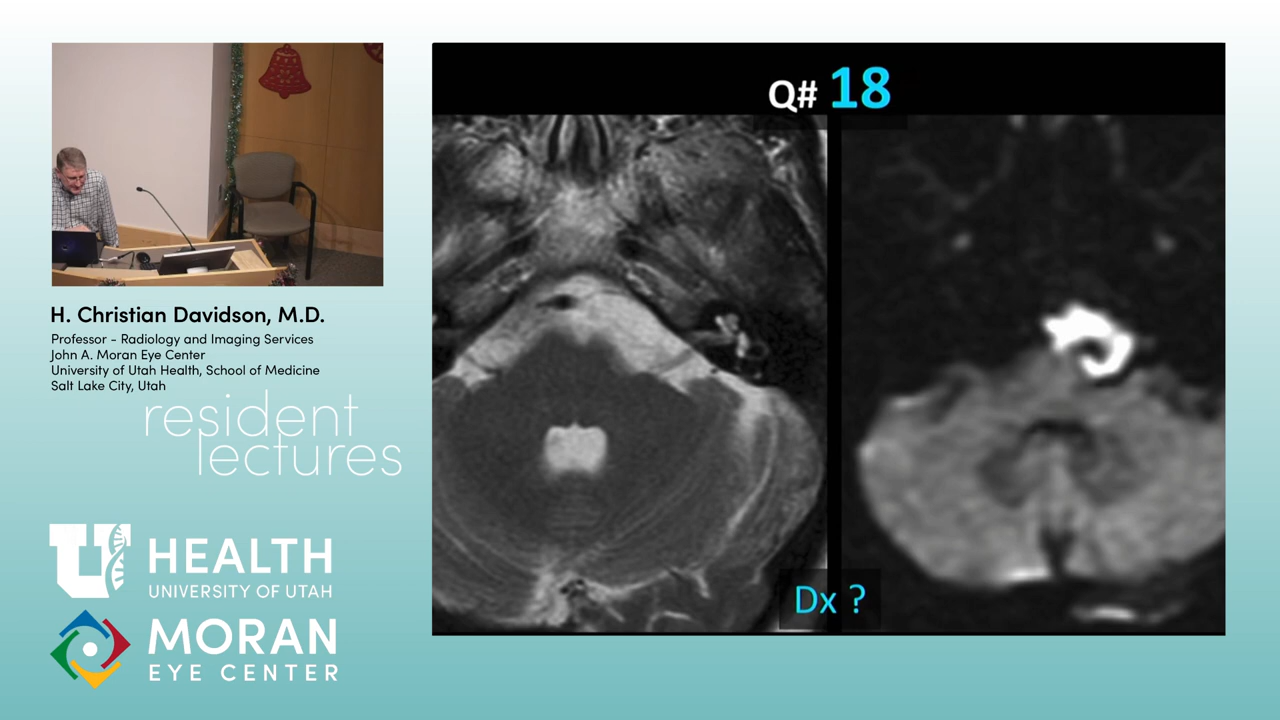 Q# 18
H. Christian Davidson, M.D.
Professor - Radiology and Imaging Services
John A. Moran Eye Center
University of Utah Health, School of Medicine
Salt Lake City, Utah
resident
lectures
U HEALTH
UNIVERSITY OF UTAH
MORAN
EYE CENTER
Dx ?